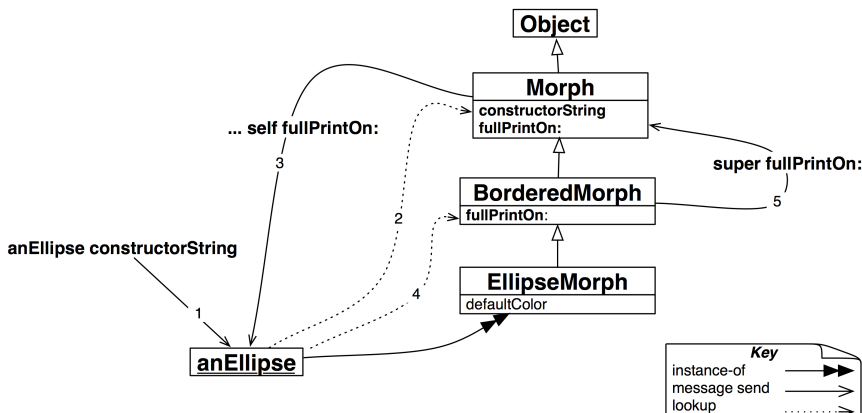 Object
Morph
constructorString
fullPrintOn:
... self fullPrintOn:
3
super fullPrintOn:
BorderedMorph
fullPrintOn:
5
2
anEllipse constructorString
EllipseMorph
defaultColor
4
1
anEllipse
Key
instance-of
message send
lookup